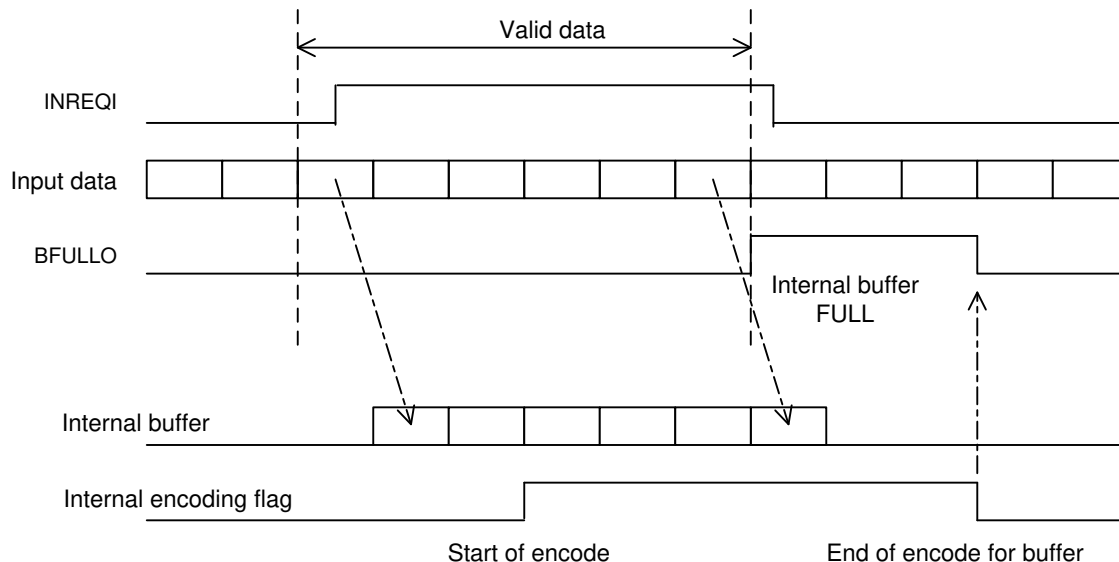 Valid data
INREQI
Input data
BFULLO
Internal buffer
FULL
Internal buffer
Internal encoding flag
Start of encode
End of encode for buffer